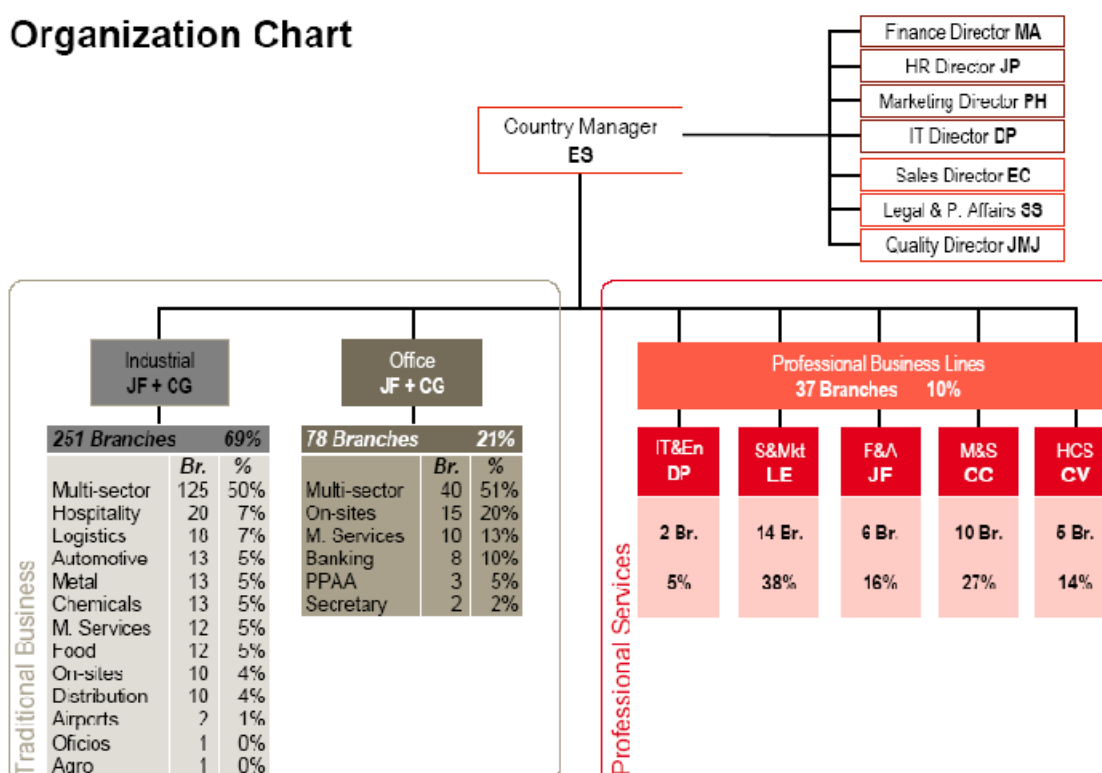 Organization Chart
Finance Director MA
HR Director JP
Marketing Director PH
IT Director DP
Sales Director EC
Legal & P. Affairs SS
Quality Director JMJ
Country Manager
ES
Traditional Business
Industrial
JF + CG
251 Branches 69%
Br. %
Multi-sector 125 50%
Hospitality 20 7%
Logistics 18 7%
Automotive 13 5%
Metal 13 5%
Chemicals 13 5%
M. Services 12 5%
Food 12 5%
On-sites 10 4%
Distribution 10 4%
Airports 2 1%
Oficios 1 0%
Agro 1 0%
Office
JF + CG
78 Branches 21%
Br. %
Multi-sector 40 51%
On-sites 15 20%
M. Services 10 13%
Banking 8 10%
PPAA 3 5%
Secretary 2 2%
Professional Services
Professional Business Lines
37 Branches 10%
IT&En
DP
2 Br.
5%
S&Mkt
LE
14 Br.
38%
F&A
JF
6 Br.
16%
M&S
CC
10 Br.
27%
HCS
CV
5 Br.
14%